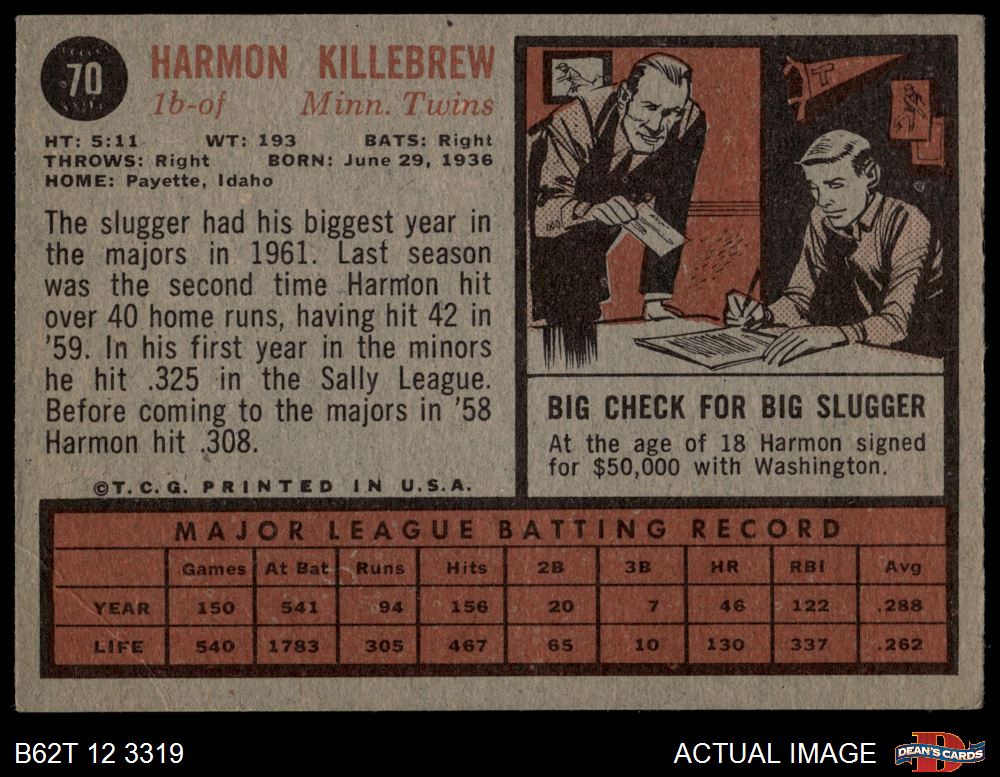 70
HARMON KILLEBREW
1b-of Minn. Twins
HT: 5:11 WT: 193 BATS: Right
THROWS: Right BORN: June 29, 1936
HOME: Payette, Idaho
The slugger had his biggest year in
the majors in 1961. Last season
was the second time Harmon hit
over 40 home runs, having hit 42 in
'59. In his first year in the minors
he hit .325 in the Sally League.
Before coming to the majors in '58
Harmon hit .308.
©T.C.G. PRINTED IN U.S.A.
T
BIG CHECK FOR BIG SLUGGER
At the age of 18 Harmon signed
for $50,000 with Washington.
MAJOR LEAGUE BATTING RECORD
Games At Bat Runs Hits 2B 3B HR RBI Avg
YEAR 150 541 94 156 20 7 46 122 .288
LIFE 540 1783 305 467 65 10 130 337 .262
B62T 12 3319
ACTUAL IMAGE
D
DEAN'S CARDS